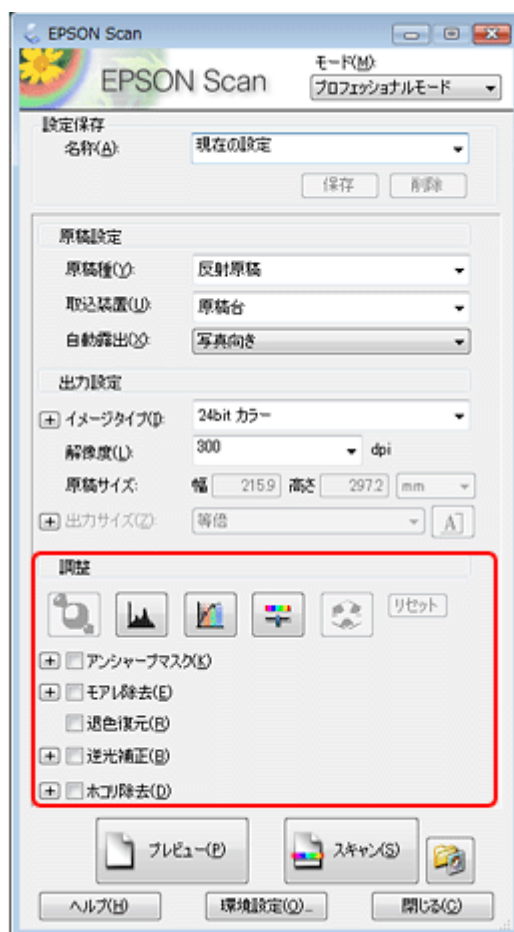 EPSON Scan
EPSON Scan
モード(M):
プロフェッショナルモード
設定保存
名称(A):
現在の設定
保存 削除
原稿設定
原稿種(Y): 反射原稿
取込装置(U): 原稿台
自動露出(X): 写真向き
出力設定
イメージタイプ(I): 24bit カラー
解像度(L): 300 dpi
原稿サイズ: 幅 215.9 高さ 297.2 mm
出力サイズ(Z): 等倍
調整
リセット
アンシャープマスク(K)
モアレ除去(E)
退色復元(R)
逆光補正(B)
ホコリ除去(D)
プレビュー(P) スキャン(S)
ヘルプ(H) 環境設定(O)... 閉じる(C)